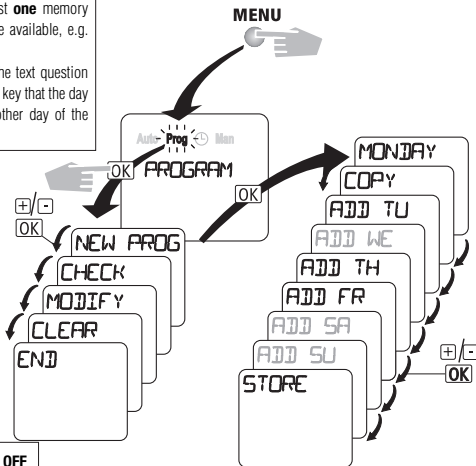 st one memory
e available, e.g.
he text question
key that the day
other day of the
MENU
Auto Prog Man
PROGRAM
OK
OK
+/-
OK
NEW PROG
CHECK
MODIFY
CLEAR
END
MONDAY
COPY
ADD TU
ADD WE
ADD TH
ADD FR
ADD SA
ADD SU
STORE
+/-
OK
OFF